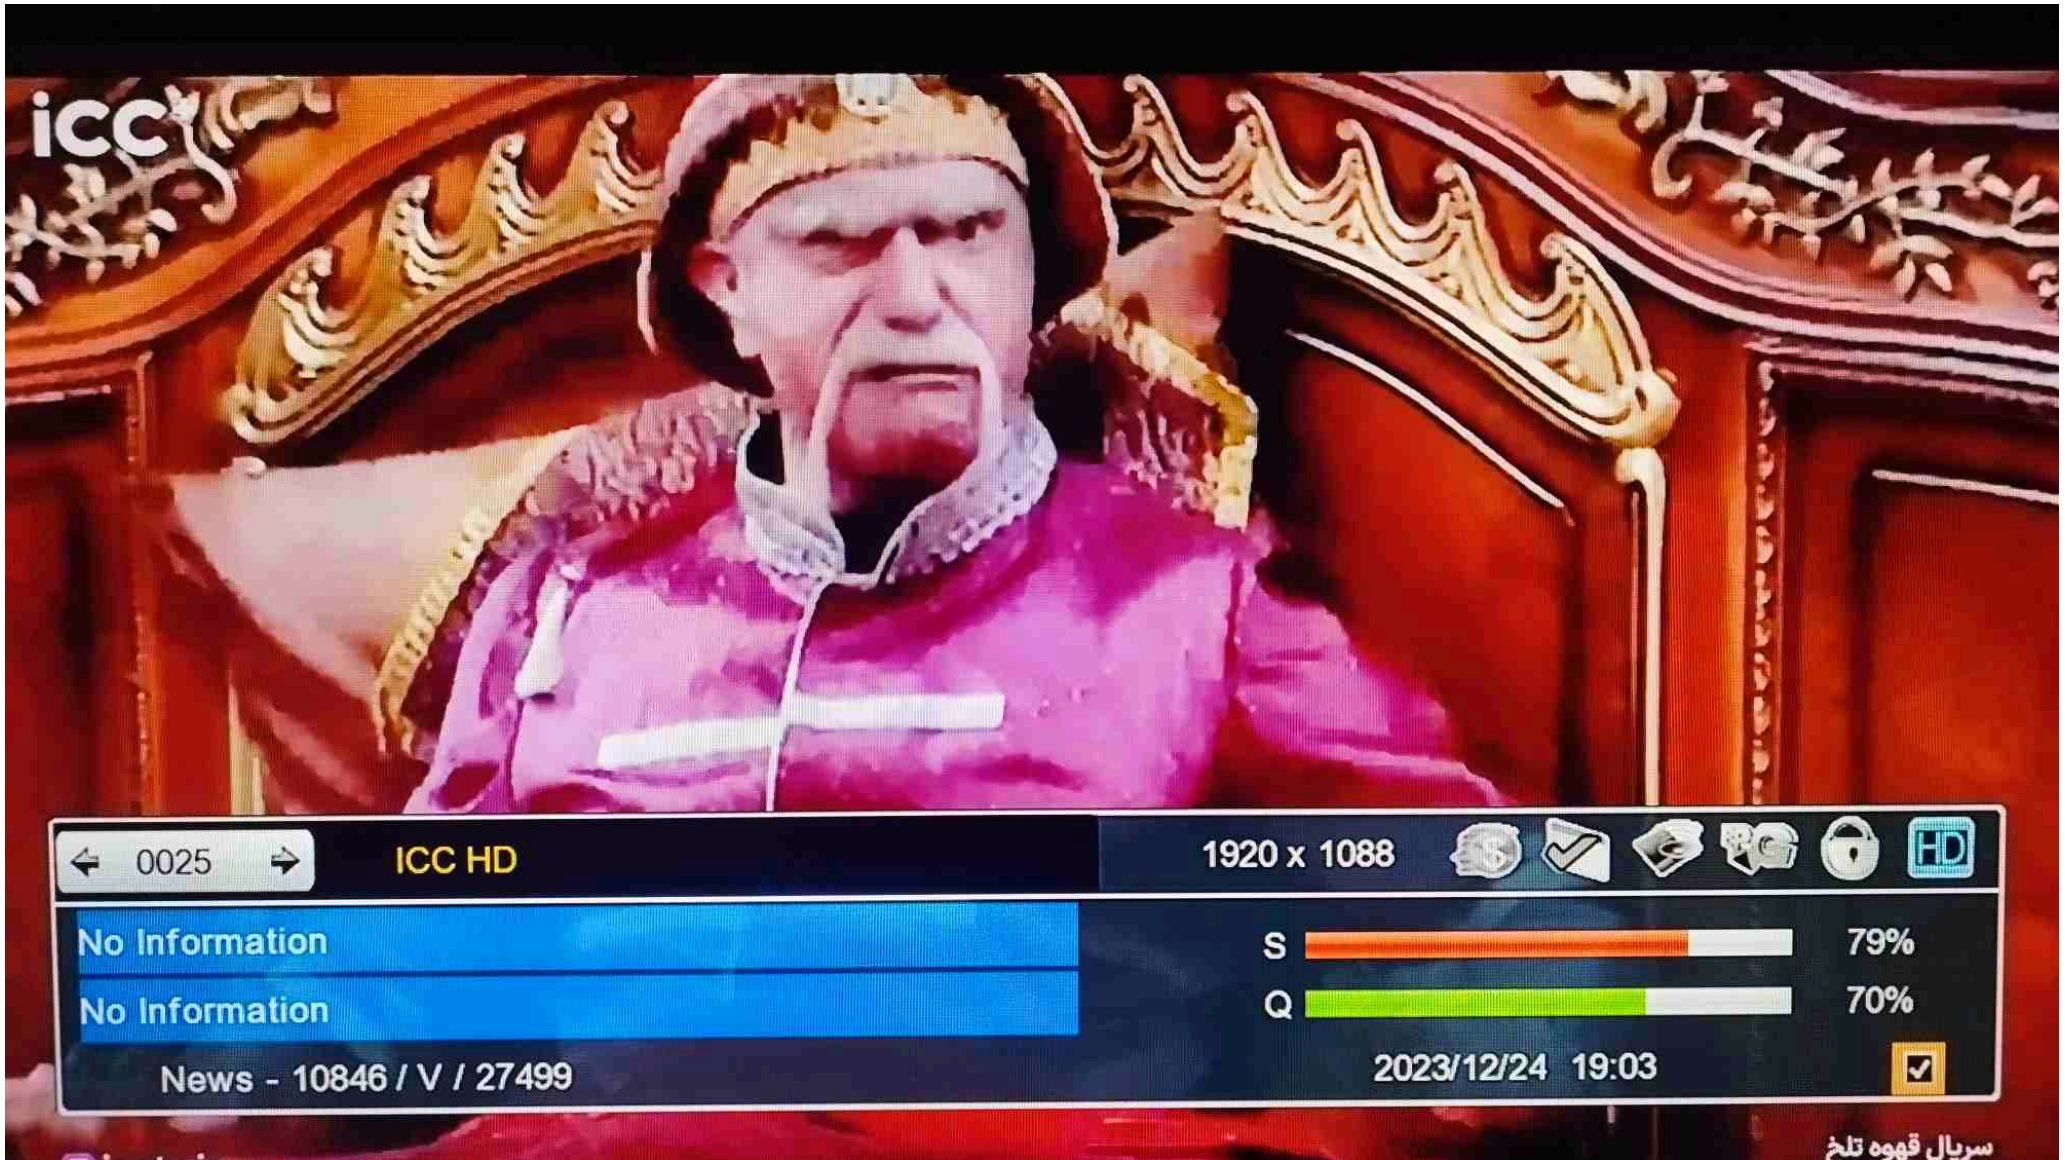 icc
0025
ICC HD
1920 x 1088
HD
No Information
S 79%
No Information
Q 70%
News - 10846 / V / 27499
2023/12/24 19:03
سریال قهوه تلخ